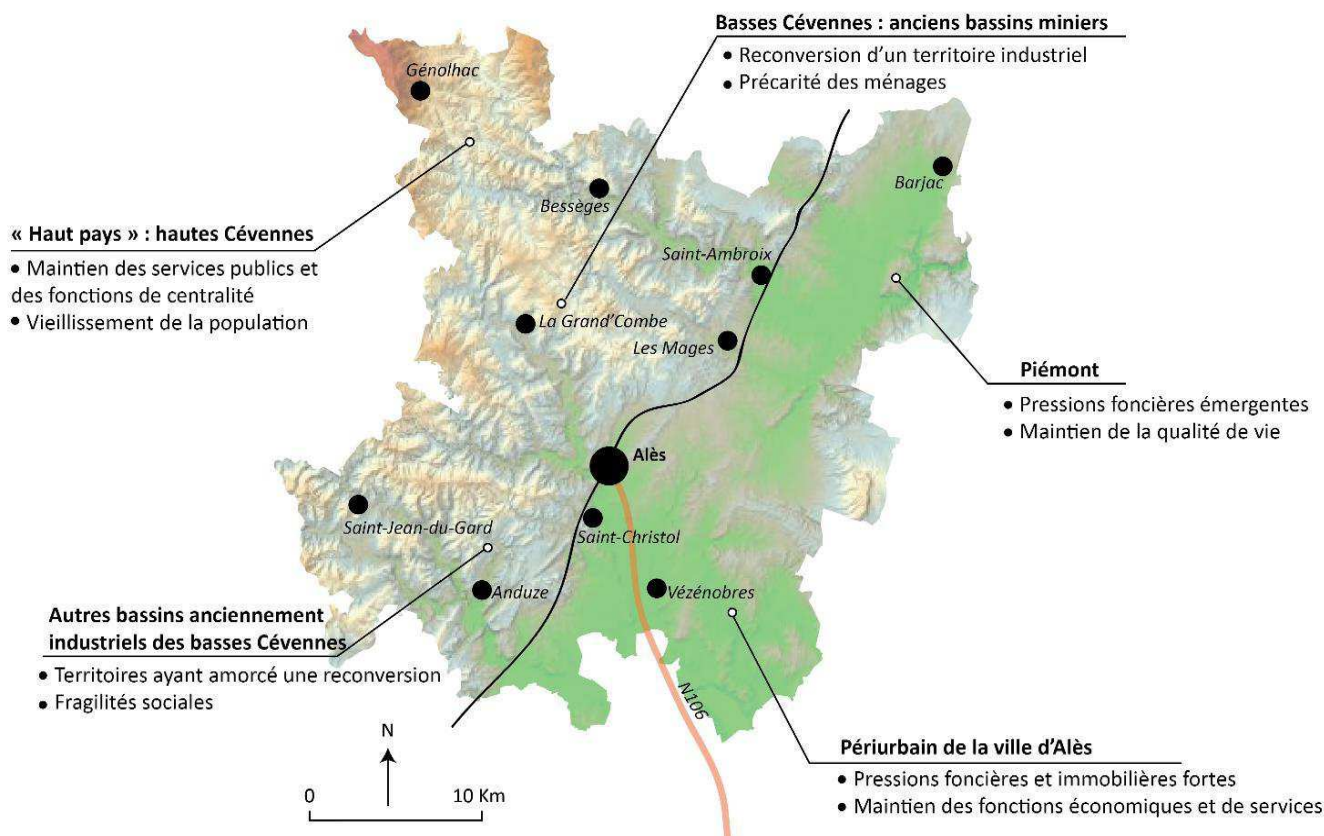 Basses Cévennes : anciens bassins miniers
● Reconversion d’un territoire industriel
● Précarité des ménages
Génolhac
Barjac
Bessèges
« Haut pays » : hautes Cévennes
● Maintien des services publics et
des fonctions de centralité
● Vieillissement de la population
Saint-Ambroix
La Grand’Combe
Les Mages
Piémont
● Pressions foncières émergentes
● Maintien de la qualité de vie
Alès
Saint-Jean-du-Gard
Saint-Christol
Anduze
Vézénobres
Autres bassins anciennement
industriels des basses Cévennes
● Territoires ayant amorcé une reconversion
● Fragilités sociales
N106
N
0 10 Km
Périurbain de la ville d’Alès
● Pressions foncières et immobilières fortes
● Maintien des fonctions économiques et de services